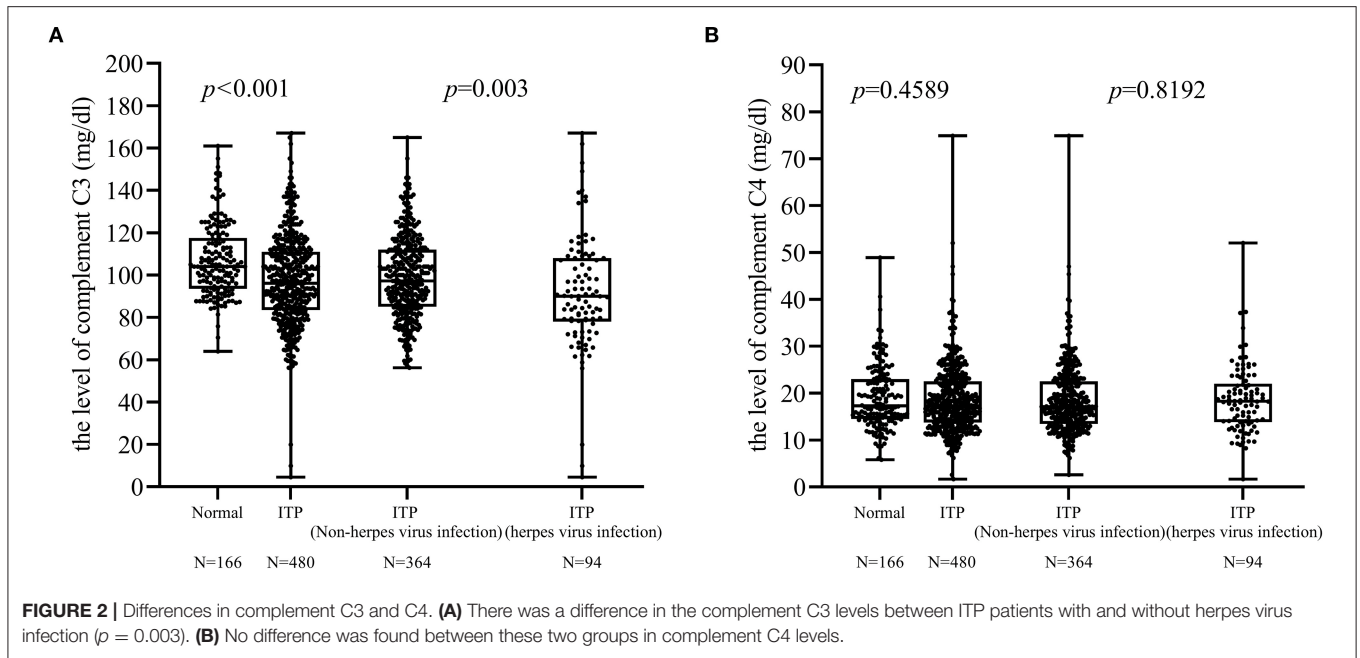 A
B
the level of complement C3 (mg/dl)
200
180
160
140
120
100
80
60
40
20
0
p<0.001
p=0.003
Normal
ITP
ITP
(Non-herpes virus infection)
ITP
(herpes virus infection)
N=166
N=480
N=364
N=94
the level of complement C4 (mg/dl)
90
80
70
60
50
40
30
20
10
0
p=0.4589
p=0.8192
Normal
ITP
ITP
(Non-herpes virus infection)
ITP
(herpes virus infection)
N=166
N=480
N=364
N=94
FIGURE 2 | Differences in complement C3 and C4. (A) There was a difference in the complement C3 levels between ITP patients with and without herpes virus
infection (p = 0.003). (B) No difference was found between these two groups in complement C4 levels.